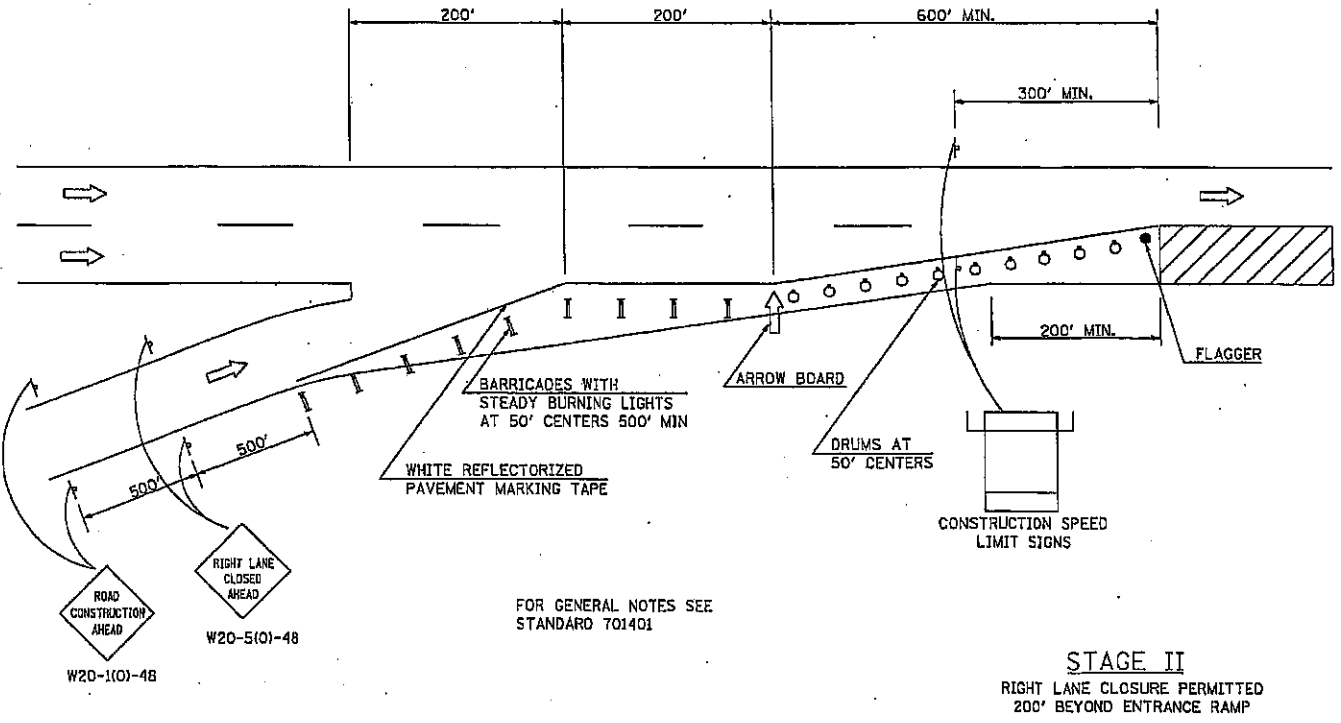 200'
200'
600' MIN.
300' MIN.
200' MIN.
FLAGGER
ARROW BOARD
BARRICADES WITH
STEADY BURNING LIGHTS
AT 50' CENTERS 500' MIN
DRUMS AT
50' CENTERS
WHITE REFLECTORIZED
PAVEMENT MARKING TAPE
500'
500'
CONSTRUCTION SPEED
LIMIT SIGNS
RIGHT LANE
CLOSED
AHEAD
W20-5(O)-48
ROAD
CONSTRUCTION
AHEAD
W20-1(O)-48
FOR GENERAL NOTES SEE
STANDARD 701401
STAGE II
RIGHT LANE CLOSURE PERMITTED
200' BEYOND ENTRANCE RAMP